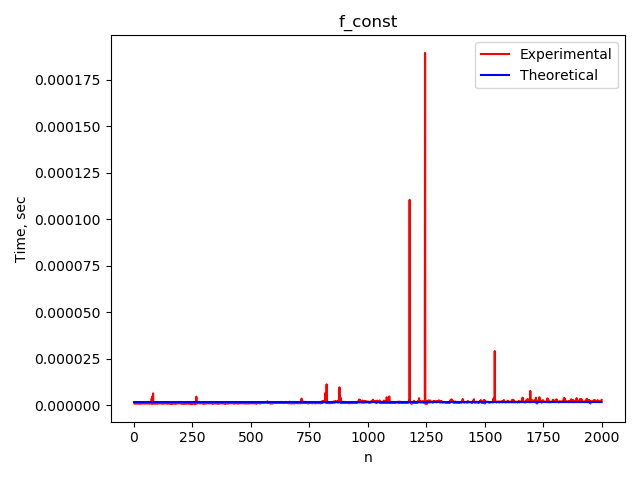 f_const
Experimental
Theoretical
0.000175
0.000150
0.000125
0.000100
0.000075
0.000050
0.000025
0.000000
Time, sec
0 250 500 750 1000 1250 1500 1750 2000
n